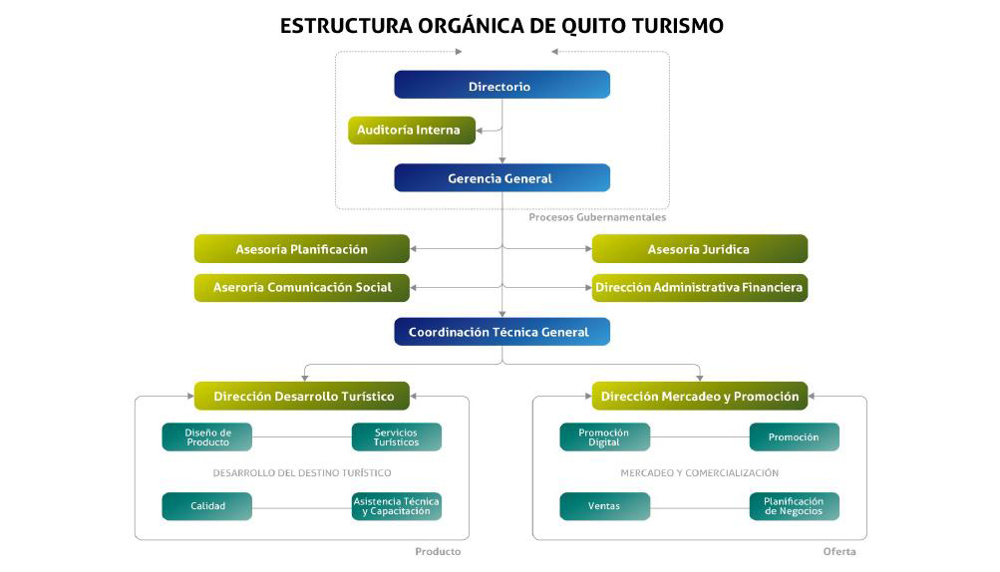 ESTRUCTURA ORGÁNICA DE QUITO TURISMO
Directorio
Auditoría Interna
Gerencia General
Procesos Gubernamentales
Asesoría Planificación
Asesoría Jurídica
Aseroría Comunicación Social
Dirección Administrativa Financiera
Coordinación Técnica General
Dirección Desarrollo Turístico
Dirección Mercadeo y Promoción
Diseño de
Producto
Servicios
Turísticos
DESARROLLO DEL DESTINO TURÍSTICO
Calidad
Asistencia Técnica
y Capacitación
Producto
Promoción
Digital
Promoción
MERCADEO Y COMERCIALIZACIÓN
Ventas
Planificación
de Negocios
Oferta